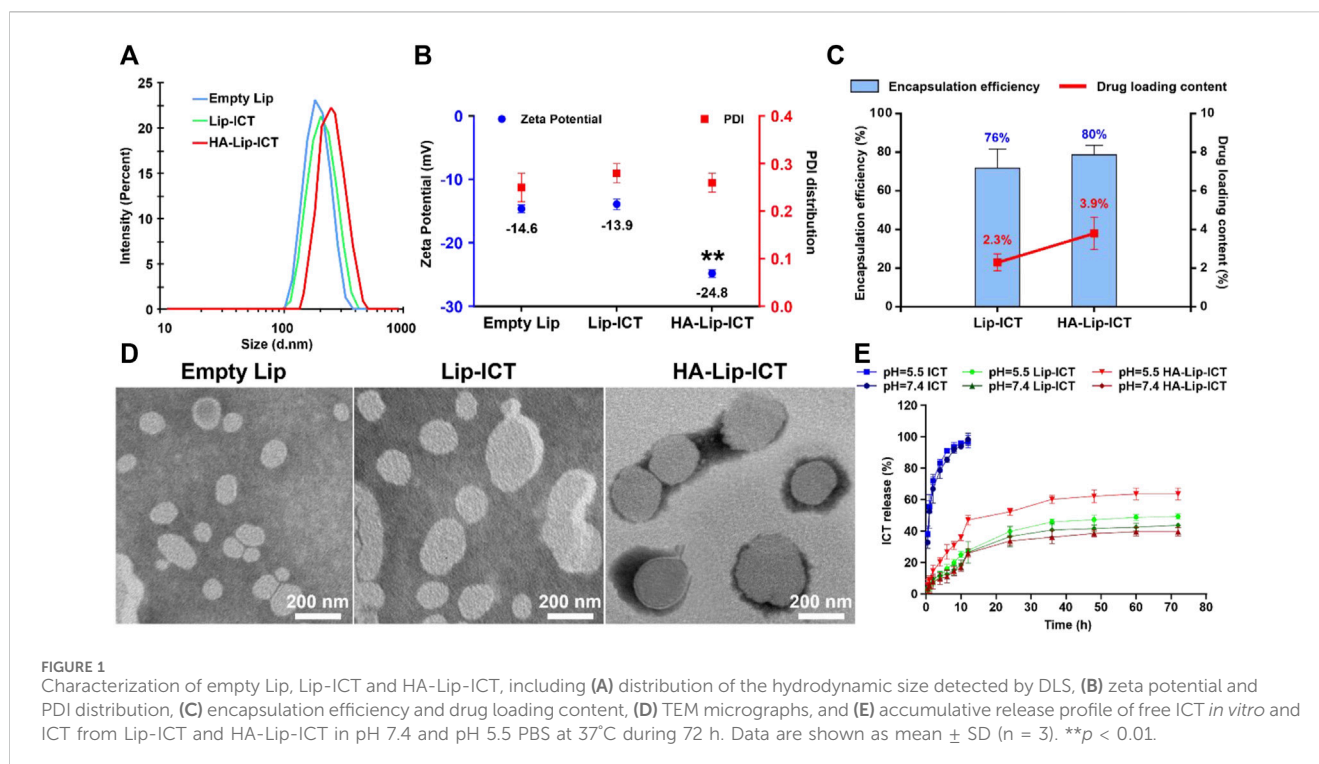 A
Empty Lip
Lip-ICT
HA-Lip-ICT
Intensity (Percent)
25
20
15
10
5
0
10
100
1000
Size (d.nm)
B
Zeta Potential
PDI
Zeta Potential (mV)
0
-10
-20
-30
0.4
0.3
0.2
0.1
0.0
PDI distribution
-14.6
-13.9
**
-24.8
Empty Lip
Lip-ICT
HA-Lip-ICT
C
Encapsulation efficiency
Drug loading content
Encapsulation efficiency (%)
100
80
60
40
20
0
10
8
6
4
2
0
Drug loading content (%)
76%
80%
2.3%
3.9%
Lip-ICT
HA-Lip-ICT
D
Empty Lip
Lip-ICT
HA-Lip-ICT
200 nm
200 nm
200 nm
E
pH=5.5 ICT
pH=5.5 Lip-ICT
pH=5.5 HA-Lip-ICT
pH=7.4 ICT
pH=7.4 Lip-ICT
pH=7.4 HA-Lip-ICT
ICT release (%)
120
100
80
60
40
20
0
0
10
20
30
40
50
60
70
80
Time (h)
FIGURE 1
Characterization of empty Lip, Lip-ICT and HA-Lip-ICT, including (A) distribution of the hydrodynamic size detected by DLS, (B) zeta potential and
PDI distribution, (C) encapsulation efficiency and drug loading content, (D) TEM micrographs, and (E) accumulative release profile of free ICT in vitro and
ICT from Lip-ICT and HA-Lip-ICT in pH 7.4 and pH 5.5 PBS at 37°C during 72 h. Data are shown as mean ± SD (n = 3). **p < 0.01.